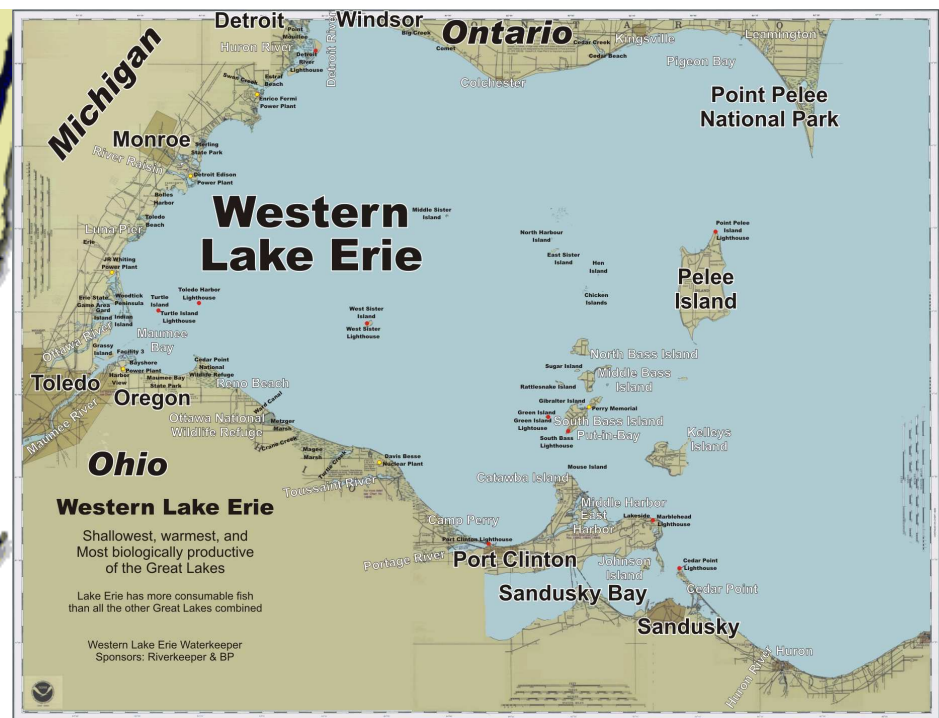 Detroit
Windsor
Ontario
Michigan
Huron River
Point
Mouillee
Detroit
River
Lighthouse
Detroit River
Big Creek
Comet
Colchester
Cedar Creek
Cedar Beach
Kingsville
Pigeon Bay
Leamington
Point Pelee
National Park
Swan Creek
Estral
Beach
Enrico Fermi
Power Plant
Monroe
Sterling
State Park
River Raisin
Detroit Edison
Power Plant
Bolles
Harbor
Toledo
Beach
Luna Pier
Erie
Western
Lake Erie
Middle Sister
Island
North Harbour
Island
East Sister
Island
Hen
Island
Chicken
Islands
Point Pelee
Island
Lighthouse
Pelee
Island
JR Whiting
Power Plant
Erie State
Game Area
Woodtick
Peninsula
Gard
Island
Indian
Island
Turtle
Island
Turtle Island
Lighthouse
Toledo Harbor
Lighthouse
West Sister
Island
West Sister
Lighthouse
Ottawa River
Maumee
Bay
Grassy
Island
Facility 3
Bayshore
Power Plant
Harbor
View
Maumee Bay
State Park
Cedar Point
National
Wildlife Refuge
Reno Beach
Toledo
Oregon
Maumee River
Ottawa National
Wildlife Refuge
Ward Canal
Metzger
Marsh
Crane Creek
Magee
Marsh
Turtle Creek
Davis Besse
Nuclear Plant
Toussaint River
Camp Perry
Port Clinton Lighthouse
Portage River
Port Clinton
North Bass Island
Sugar Island
Middle Bass
Island
Rattlesnake Island
Gibralter Island
Perry Memorial
Green Island
Green Island
Lightouse
South Bass Island
Put-in-Bay
South Bass
Lighthouse
Kelleys
Island
Mouse Island
Catawba Island
Middle Harbor
East
Harbor
Lakeside
Marblehead
Lighthouse
Johnson
Island
Cedar Point
Lighthouse
Cedar Point
Sandusky Bay
Sandusky
Huron River
Huron
Ohio
Western Lake Erie
Shallowest, warmest, and
Most biologically productive
of the Great Lakes
Lake Erie has more consumable fish
than all the other Great Lakes combined
Western Lake Erie Waterkeeper
Sponsors: Riverkeeper & BP